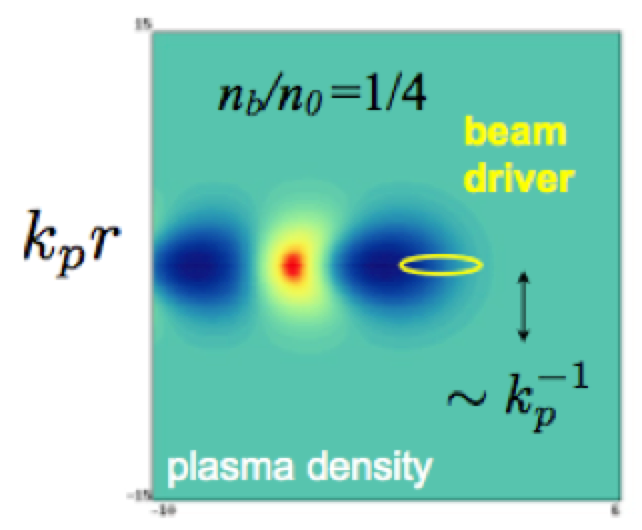 15
n_b/n_0 =1/4
beam
driver
k_p r
~ k_p^{-1}
plasma density
-15
-10 6